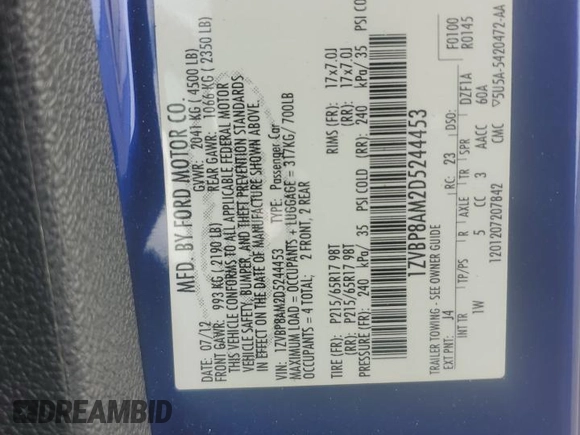 MFD. BY FORD MOTOR CO.
DATE: 07/12 GVWR: 2041 KG ( 4500 LB)
FRONT GAWR: 993 KG ( 2190 LB) REAR GAWR: 1066 KG ( 2350 LB)
THIS VEHICLE CONFORMS TO ALL APPLICABLE FEDERAL MOTOR
VEHICLE SAFETY, BUMPER, AND THEFT PREVENTION STANDARDS
IN EFFECT ON THE DATE OF MANUFACTURE SHOWN ABOVE.
VIN: 1ZVBP8AM2D5244453 TYPE: Passenger Car
MAXIMUM LOAD = OCCUPANTS + LUGGAGE = 317KG/ 700LB
OCCUPANTS = 4 TOTAL; 2 FRONT, 2 REAR
TIRE (FR): P215/65R17 98T RIMS (FR): 17x7.0J
(RR): P215/65R17 98T (RR): 17x7.0J
PRESSURE (FR): 240 kPa/ 35 PSI COLD (RR): 240 kPa/ 35 PSI CO
1ZVBP8AM2D5244453
TRAILER TOWING - SEE OWNER GUIDE F0100
EXT PNT: J4 RC: 23 DSO: R0145
INT TR TP/PS R AXLE TR SPR DZF1A
1W 5 CC 3 AACC 60A
1201207207842 CMC 5U5A-5420472-AA
DREAMBID